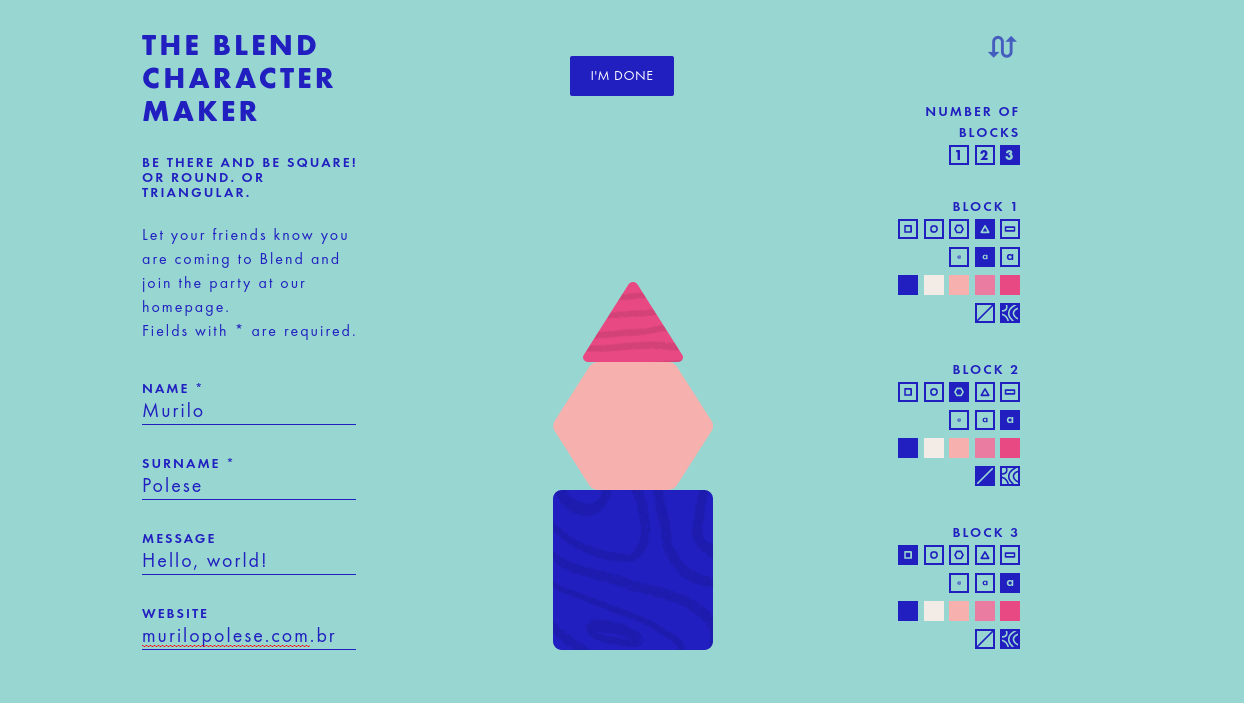 THE BLEND
CHARACTER
MAKER
BE THERE AND BE SQUARE!
OR ROUND. OR
TRIANGULAR.
Let your friends know you
are coming to Blend and
join the party at our
homepage.
Fields with * are required.
NAME *
Murilo
SURNAME *
Polese
MESSAGE
Hello, world!
WEBSITE
murilopolese.com.br
I'M DONE
NUMBER OF
BLOCKS
1 2 3
BLOCK 1
a a a
BLOCK 2
a a a
BLOCK 3
a a a